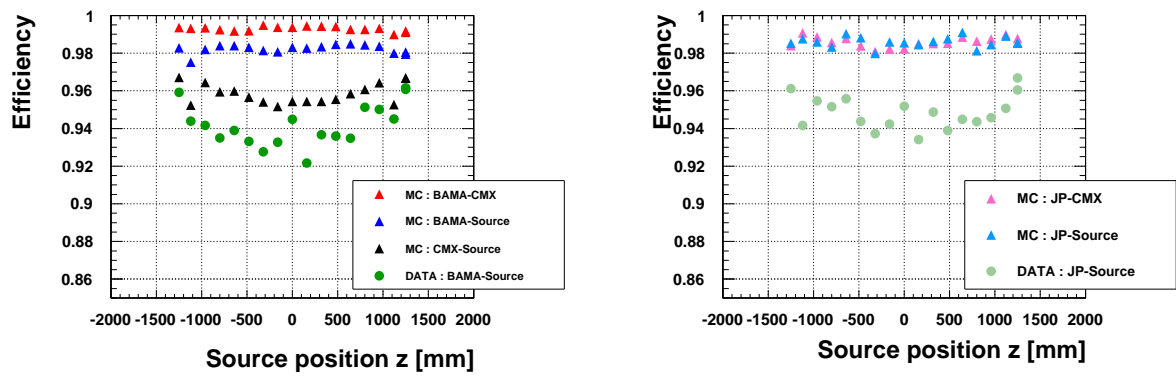 Efficiency
1
0.98
0.96
0.94
0.92
0.9
0.88
0.86
MC : BAMA-CMX
MC : BAMA-Source
MC : CMX-Source
DATA : BAMA-Source
-2000 -1500 -1000 -500 0 500 1000 1500 2000
Source position z [mm]
Efficiency
1
0.98
0.96
0.94
0.92
0.9
0.88
0.86
MC : JP-CMX
MC : JP-Source
DATA : JP-Source
-2000 -1500 -1000 -500 0 500 1000 1500 2000
Source position z [mm]